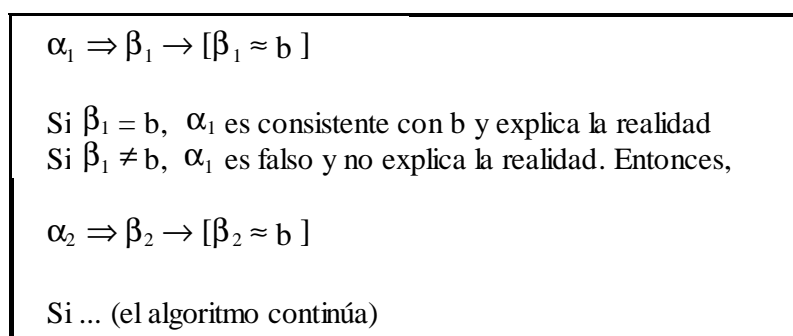 α₁ ⇒ β₁ → [β₁ ≈ b ]
Si β₁ = b, α₁ es consistente con b y explica la realidad
Si β₁ ≠ b, α₁ es falso y no explica la realidad. Entonces,
α₂ ⇒ β₂ → [β₂ ≈ b ]
Si ... (el algoritmo continúa)